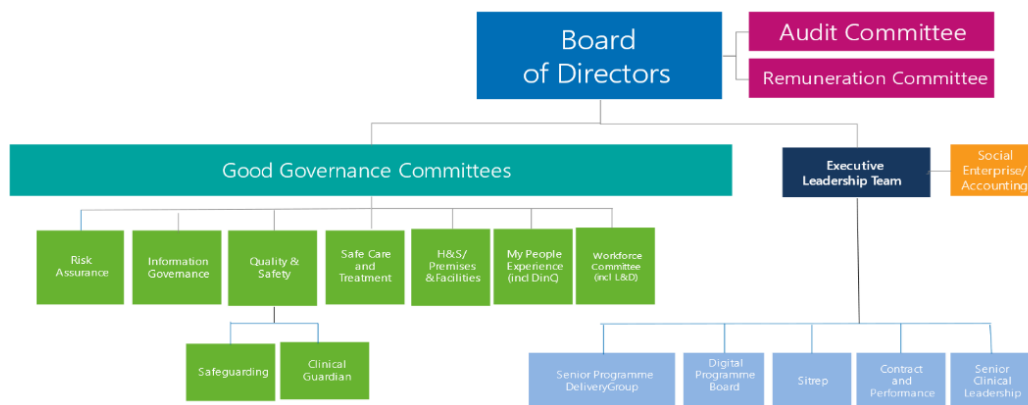 Board
of Directors
Audit Committee
Remuneration Committee
Good Governance Committees
Executive
Leadership Team
Social
Enterprise/
Accounting
Risk
Assurance
Information
Governance
Quality &
Safety
Safe Care
and
Treatment
H&S/
Premises
&Facilities
My People
Experience
(incl DinC)
Workforce
Committee
(incl L&D)
Safeguarding
Clinical
Guardian
Senior Programme
DeliveryGroup
Digital
Programme
Board
Sitrep
Contract
and
Performance
Senior
Clinical
Leadership